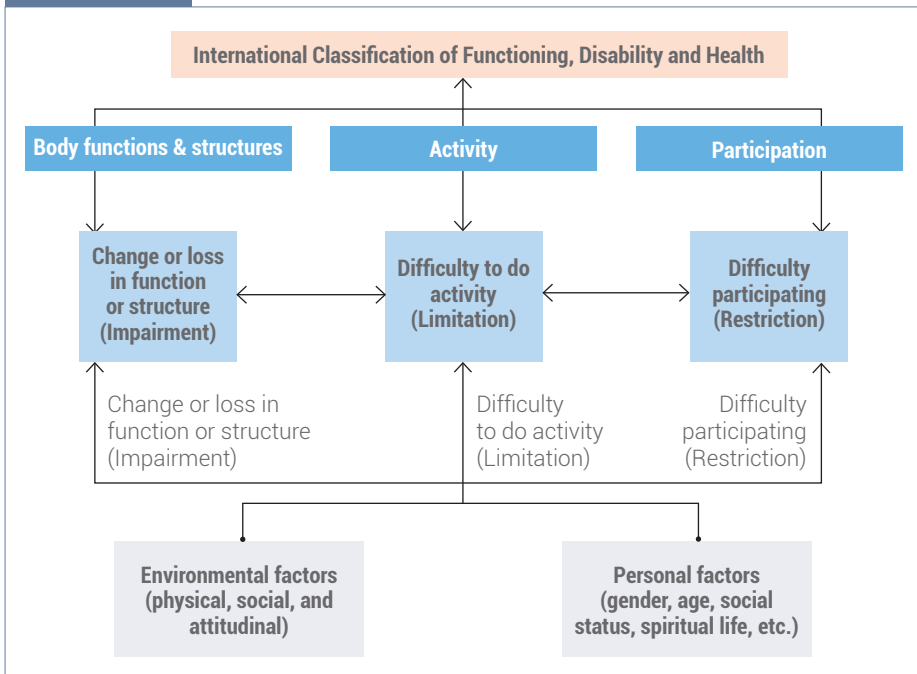 International Classification of Functioning, Disability and Health
Body functions & structures
Activity
Participation
Change or loss
in function
or structure
(Impairment)
Difficulty to do
activity
(Limitation)
Difficulty
participating
(Restriction)
Change or loss in
function or structure
(Impairment)
Difficulty
to do activity
(Limitation)
Difficulty
participating
(Restriction)
Environmental factors
(physical, social, and
attitudinal)
Personal factors
(gender, age, social
status, spiritual life, etc.)